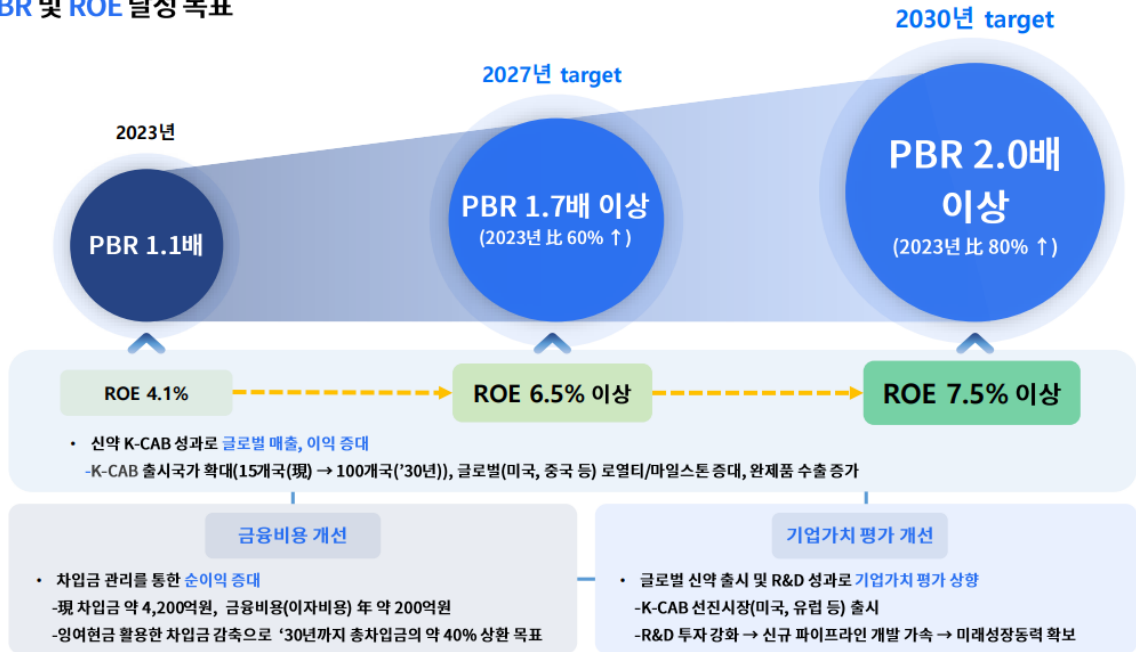 PBR 및 ROE 달성 목표
2023년
2027년 target
2030년 target
PBR 1.1배
PBR 1.7배 이상
(2023년 比 60% ↑)
PBR 2.0배
이상
(2023년 比 80% ↑)
ROE 4.1%
ROE 6.5% 이상
ROE 7.5% 이상
• 신약 K-CAB 성과로 글로벌 매출, 이익 증대
-K-CAB 출시국가 확대(15개국(現) → 100개국('30년)), 글로벌(미국, 중국 등) 로열티/마일스톤 증대, 완제품 수출 증가
금융비용 개선
• 차입금 관리를 통한 순이익 증대
-現 차입금 약 4,200억원, 금융비용(이자비용) 年 약 200억원
-잉여현금 활용한 차입금 감축으로 ‘30년까지 총차입금의 약 40% 상환 목표
기업가치 평가 개선
• 글로벌 신약 출시 및 R&D 성과로 기업가치 평가 상향
-K-CAB 선진시장(미국, 유럽 등) 출시
-R&D 투자 강화 → 신규 파이프라인 개발 가속 → 미래성장동력 확보